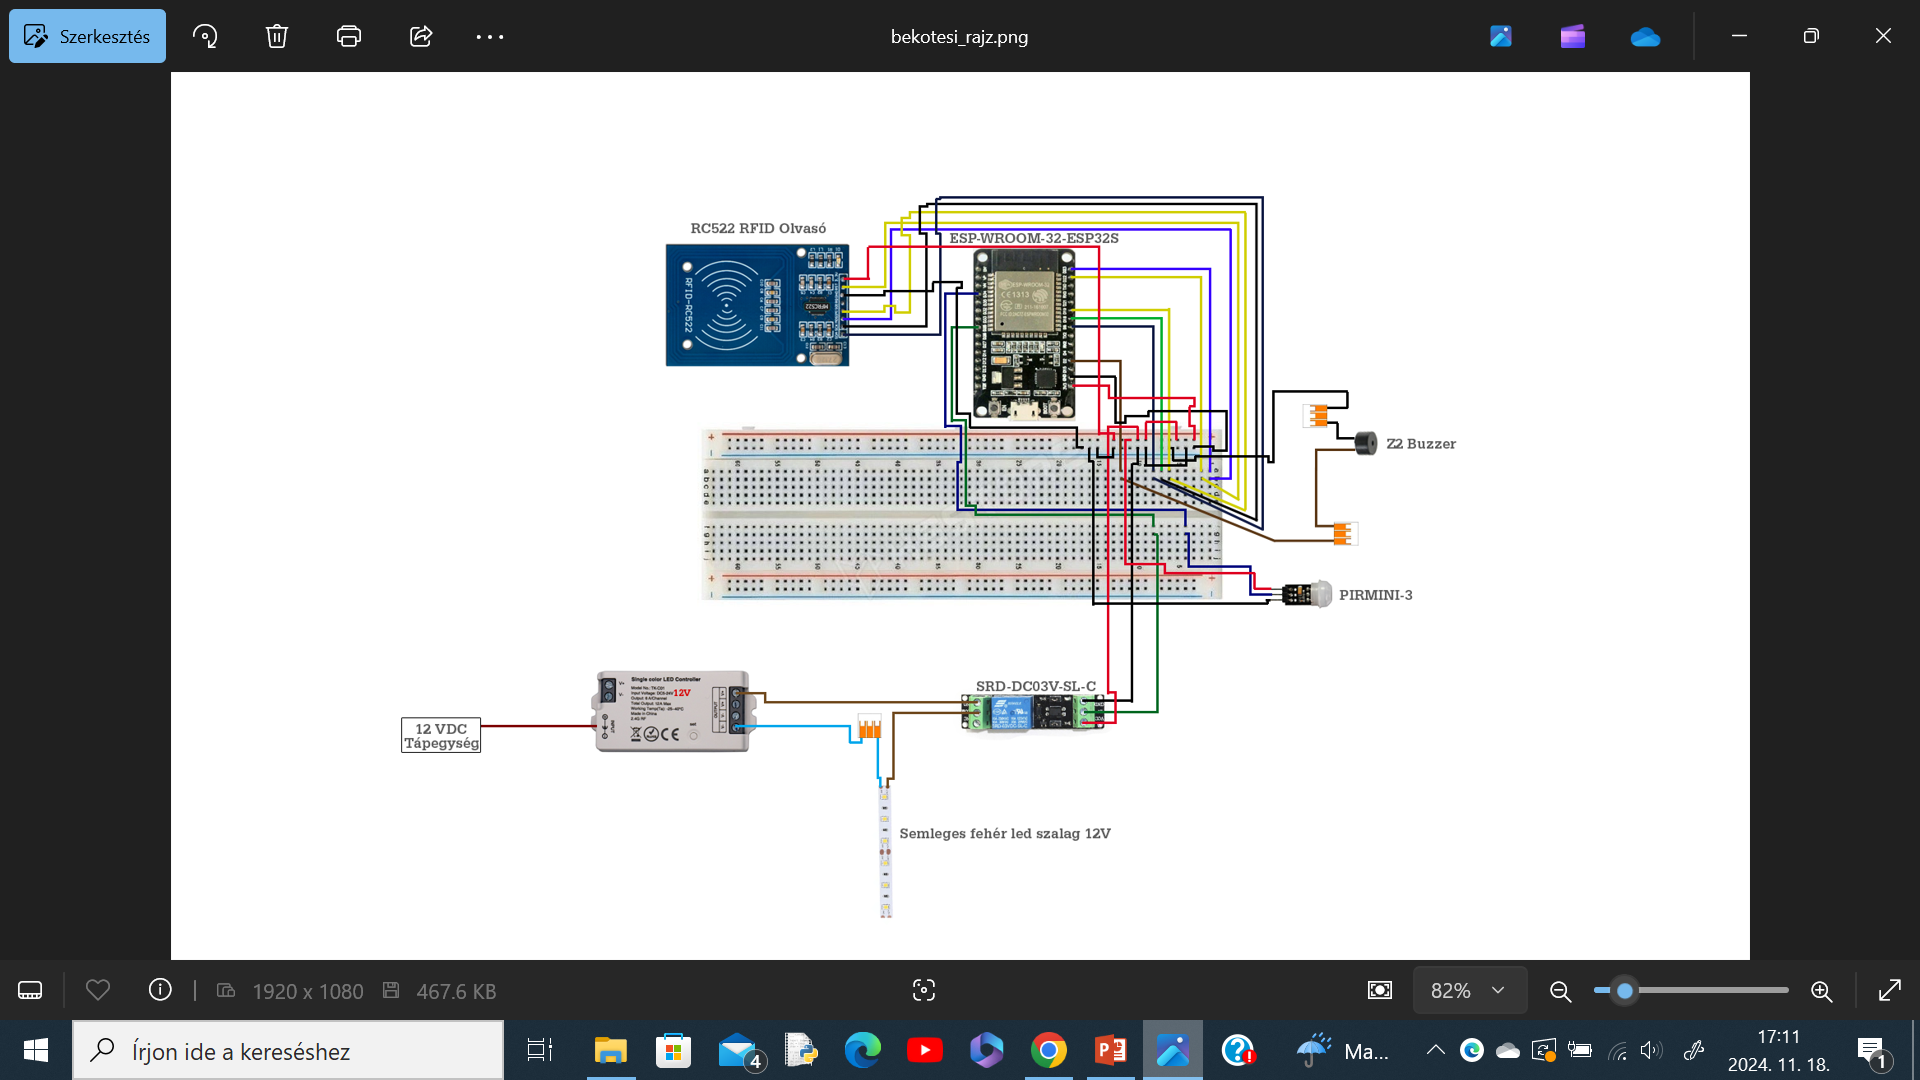 Szerkesztés
bekotesi_rajz.png
RC522 RFID Olvasó
ESP-WROOM-32-ESP32S
RFID-RC522
Z2 Buzzer
PIRMINI-3
Single color LED Controller
12V
SRD-DC03V-SL-C
12 VDC
Tápegység
Semleges fehér led szalag 12V
1920 x 1080
467.6 KB
82%
Írjon ide a kereséshez
4
Ma...
17:11
2024. 11. 18.
1